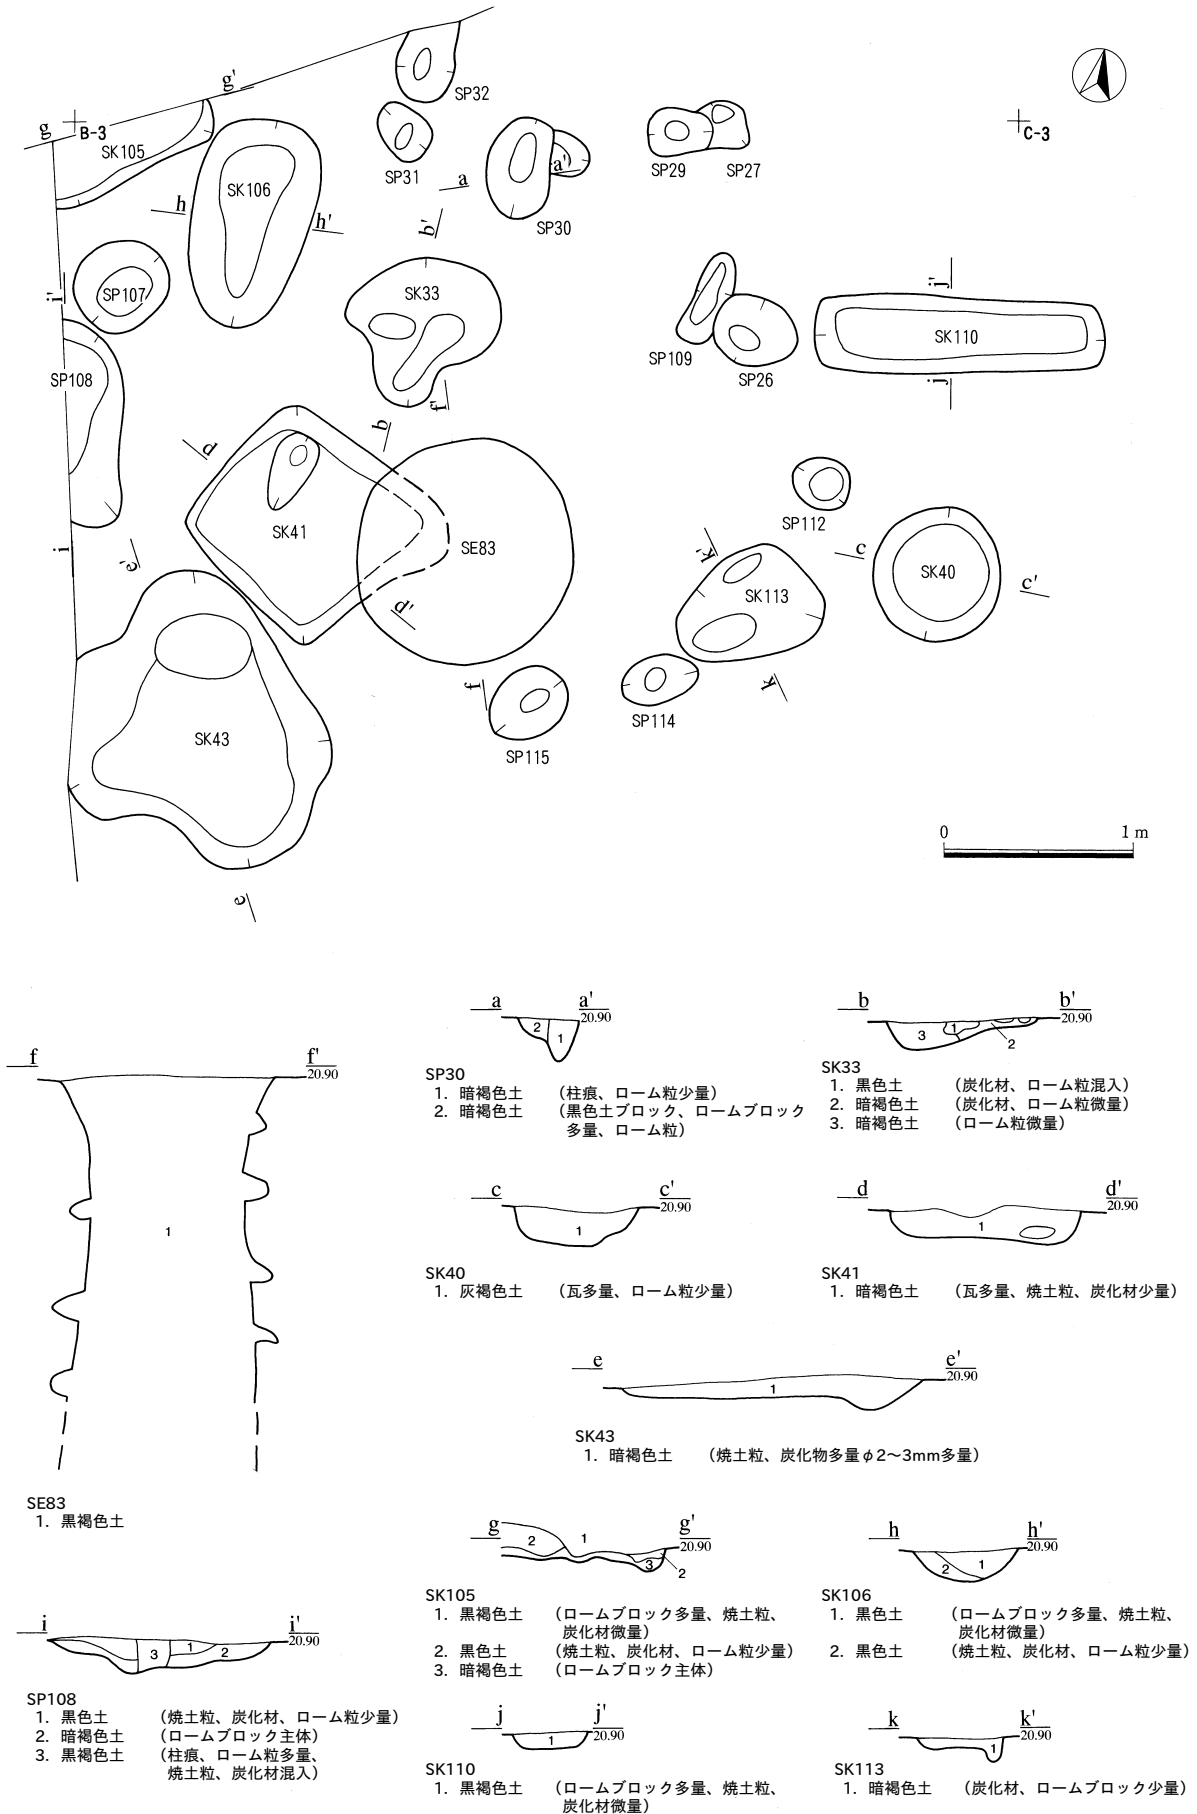 g'
SP32
g
B-3
C-3
SK105
SP31
a
a'
SP29
SP27
SK106
h
h'
b'
SP30
i'
SP107
SK33
j'
SK110
SP109
SP26
SP108
f'
j
b
d
SK41
SE83
SP112
i
e'
k'
c
SK40
c'
SK113
d'
f
k
SP114
SK43
SP115
0
1 m
e
f
f'
20.90
1
SE83
1. 黒褐色土
a
a'
20.90
2
1
SP30
1. 暗褐色土 （柱痕、ローム粒少量）
2. 暗褐色土 （黒色土ブロック、ロームブロック
多量、ローム粒）
b
b'
20.90
3
1
2
SK33
1. 黒色土 （炭化材、ローム粒混入）
2. 暗褐色土 （炭化材、ローム粒微量）
3. 暗褐色土 （ローム粒微量）
c
c'
20.90
1
SK40
1. 灰褐色土 （瓦多量、ローム粒少量）
d
d'
20.90
1
SK41
1. 暗褐色土 （瓦多量、焼土粒、炭化材少量）
e
e'
20.90
1
SK43
1. 暗褐色土 （焼土粒、炭化物多量φ2〜3mm多量）
g
g'
20.90
2
1
3
2
SK105
1. 黒褐色土 （ロームブロック多量、焼土粒、
炭化材微量）
2. 黒色土 （焼土粒、炭化材、ローム粒少量）
3. 暗褐色土 （ロームブロック主体）
h
h'
20.90
2
1
SK106
1. 黒色土 （ロームブロック多量、焼土粒、
炭化材微量）
2. 黒色土 （焼土粒、炭化材、ローム粒少量）
i
i'
20.90
3
1
2
SP108
1. 黒色土 （焼土粒、炭化材、ローム粒少量）
2. 暗褐色土 （ロームブロック主体）
3. 黒褐色土 （柱痕、ローム粒多量、
焼土粒、炭化材混入）
j
j'
20.90
1
SK110
1. 黒褐色土 （ロームブロック多量、焼土粒、
炭化材微量）
k
k'
20.90
1
SK113
1. 暗褐色土 （炭化材、ロームブロック少量）